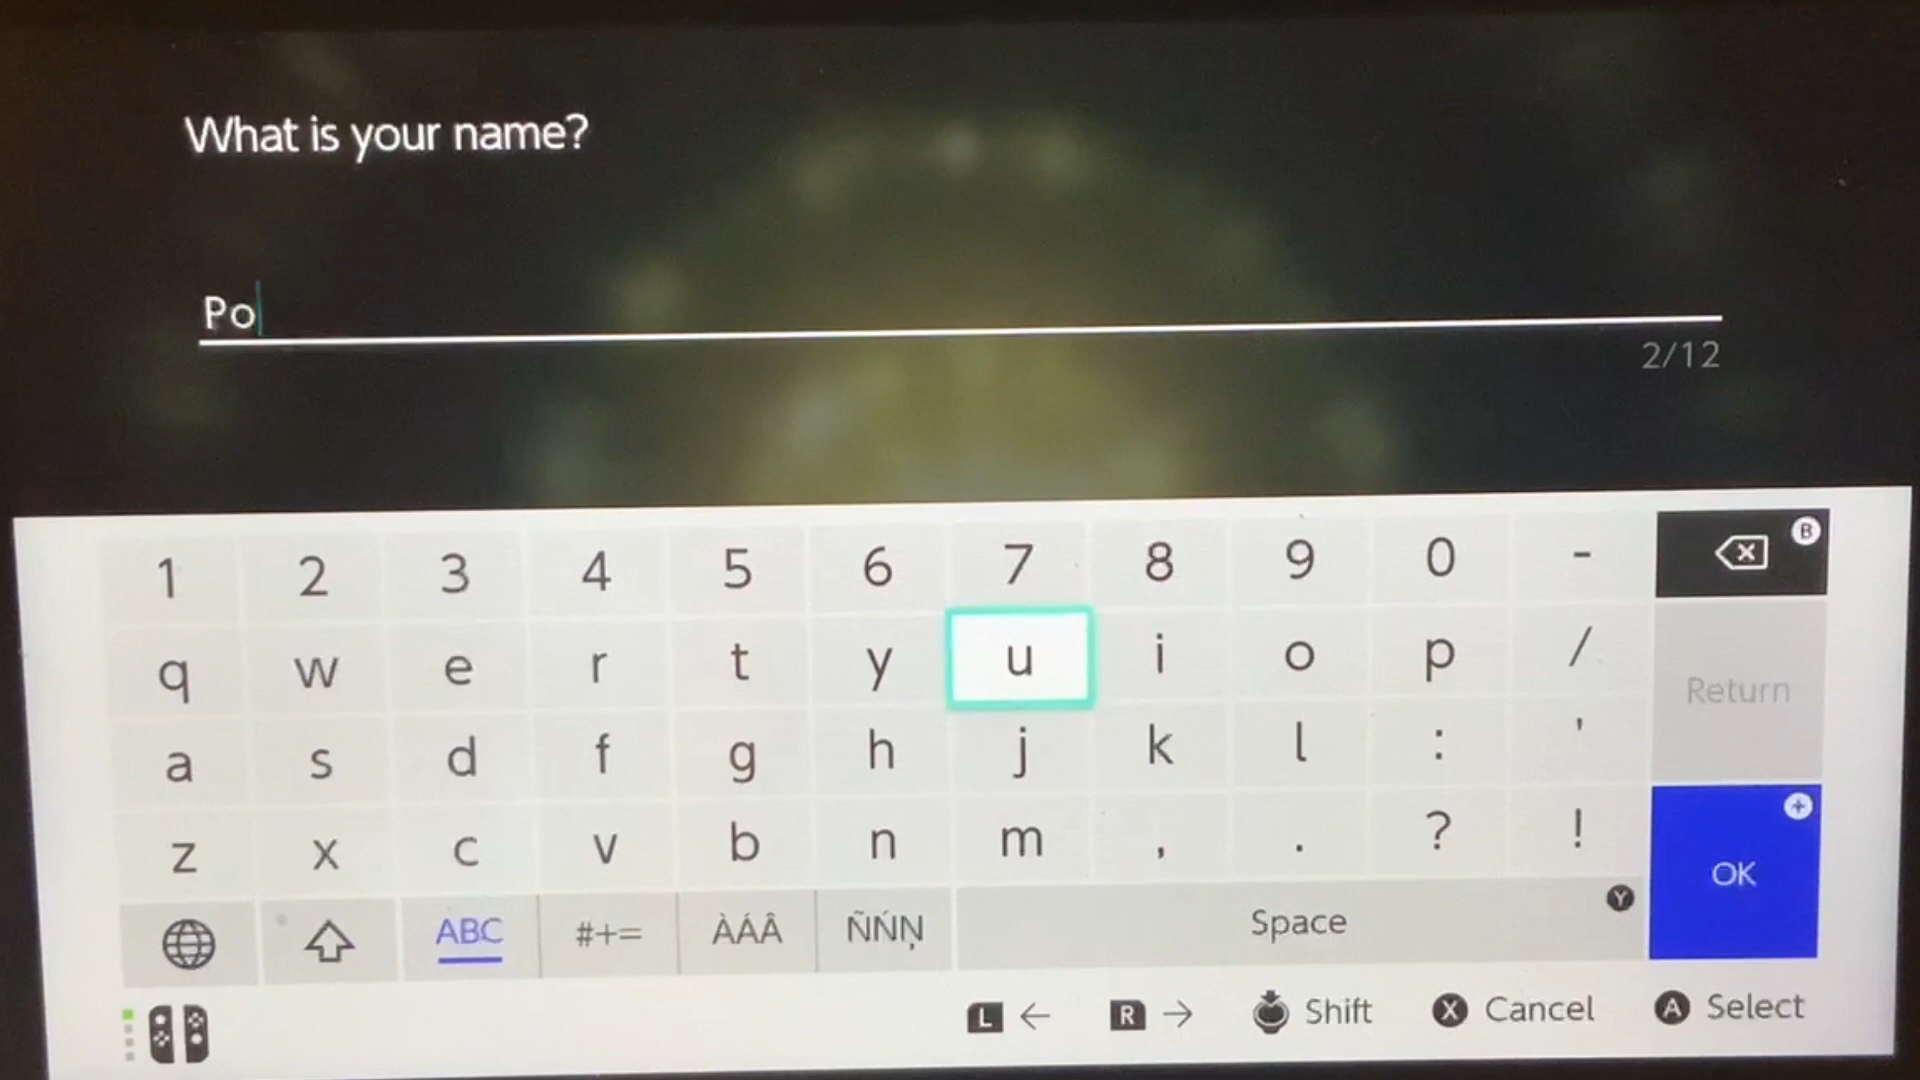 What is your name?
Po
2/12
1 2 3 4 5 6 7 8 9 0 -
B
q w e r t y u i o p /
Return
a s d f g h j k l : '
z x c v b n m , . ? !
+
OK
ABC #+= ÀÁÂ ÑŃŅ Space Y
L ← R → Shift X Cancel A Select